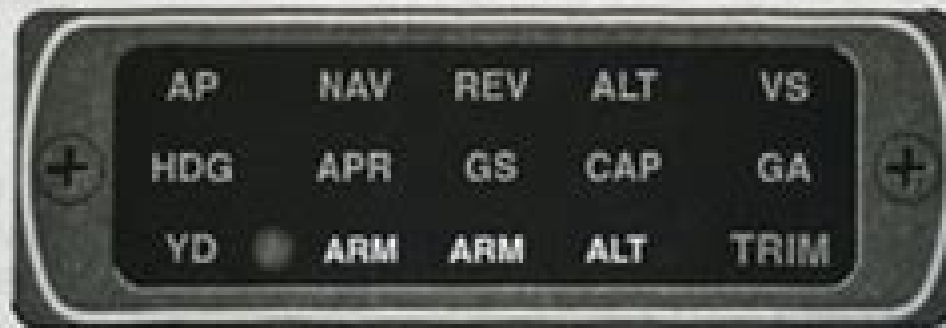 AP NAV REV ALT VS
HDG APR GS CAP GA
YD ARM ARM ALT TRIM